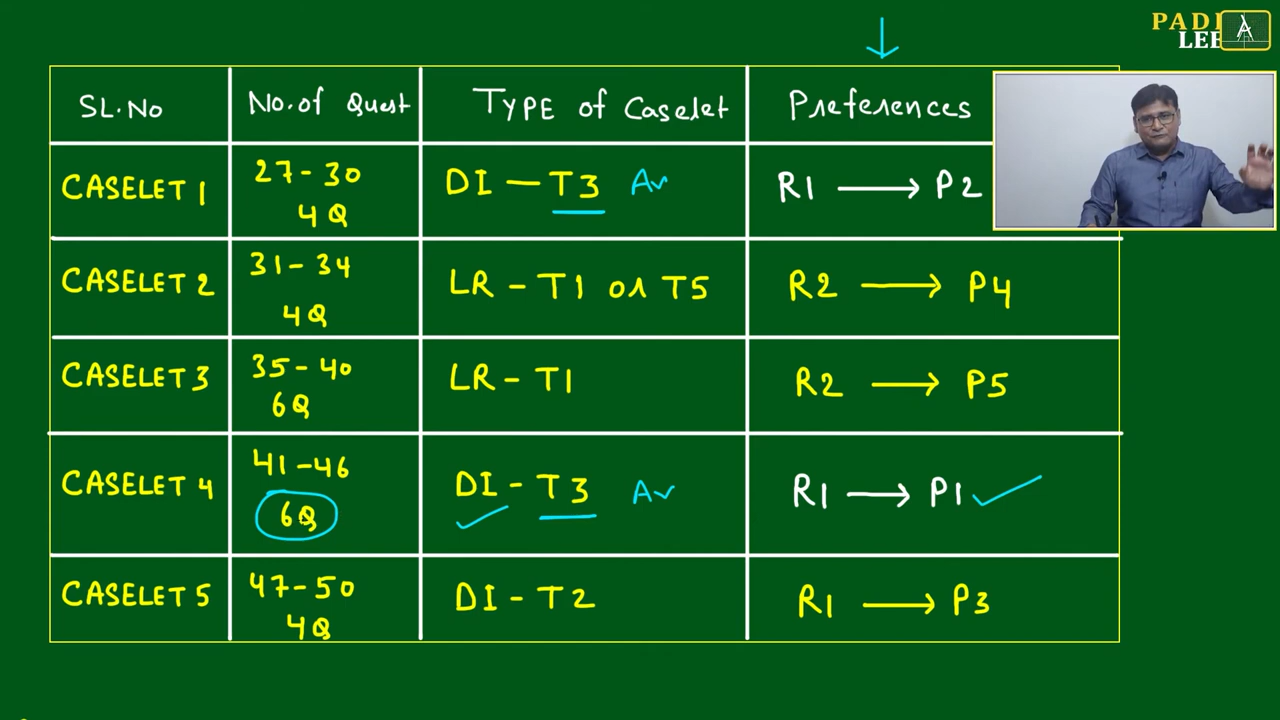 PADI
LEE
SL.No
No.of Quest
TYPE of Caselet
Preferences
CASELET 1
27-30
4Q
DI - T3 Av
R1 → P2
CASELET 2
31-34
4Q
LR - T1 or T5
R2 → P4
CASELET 3
35-40
6Q
LR - T1
R2 → P5
CASELET 4
41-46
6Q
DI - T3 Av
R1 → P1
CASELET 5
47-50
4Q
DI - T2
R1 → P3